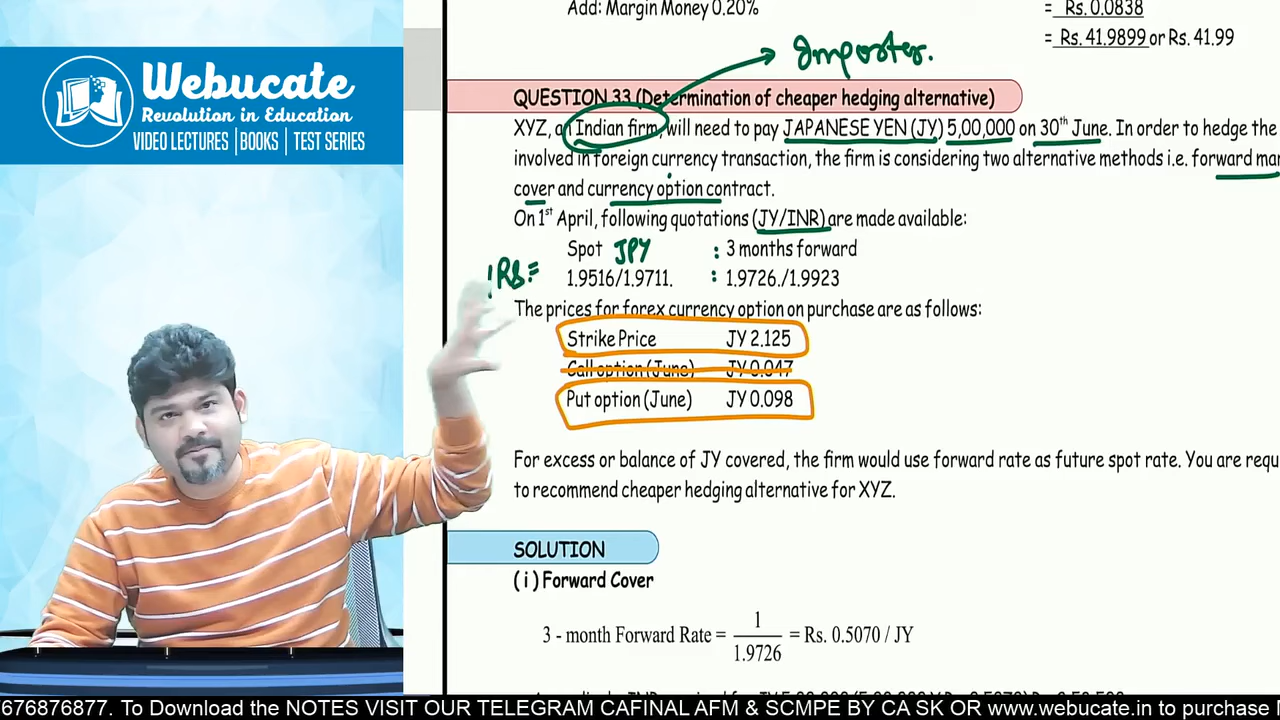 Add: Margin Money 0.20%
= Rs. 0.0838
= Rs. 41.9899 or Rs. 41.99
Importer.
Webucate
Revolution in Education
VIDEO LECTURES |BOOKS | TEST SERIES
QUESTION 33 (Determination of cheaper hedging alternative)
XYZ, an Indian firm, will need to pay JAPANESE YEN (JY) 5,00,000 on 30th June. In order to hedge the
involved in foreign currency transaction, the firm is considering two alternative methods i.e. forward mar
cover and currency option contract.
On 1st April, following quotations (JY/INR) are made available:
Spot JPY : 3 months forward
1RS= 1.9516/1.9711. : 1.9726./1.9923
The prices for forex currency option on purchase are as follows:
Strike Price JY 2.125
Call option (June) JY 0.047
Put option (June) JY 0.098
For excess or balance of JY covered, the firm would use forward rate as future spot rate. You are requ
to recommend cheaper hedging alternative for XYZ.
SOLUTION
( i ) Forward Cover
3 - month Forward Rate = 1/1.9726 = Rs. 0.5070 / JY
676876877. To Download the NOTES VISIT OUR TELEGRAM CAFINAL AFM & SCMPE BY CA SK OR www.webucate.in to purchase l